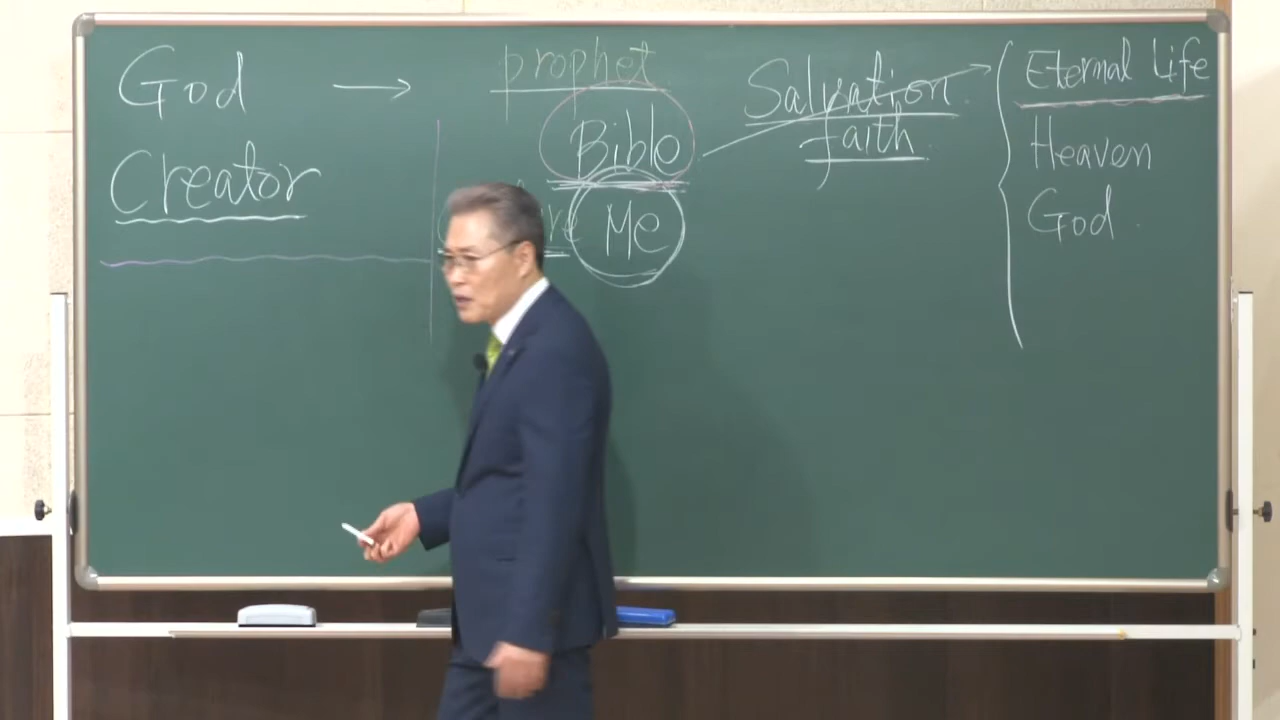 God → prophet
Creator
Bible
Me
Salvation
faith
Eternal Life
Heaven
God